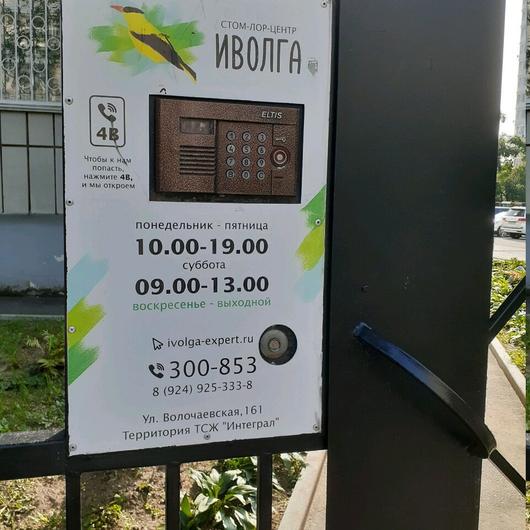 СТОМ-ЛОР-ЦЕНТР
ИВОЛГА
ELTIS
4В
Чтобы к нам
попасть,
нажмите 4В,
и мы откроем
понедельник - пятница
10.00-19.00
суббота
09.00-13.00
воскресенье - выходной
ivolga-expert.ru
300-853
8 (924) 925-333-8
Ул. Волочаевская,161
Территория ТСЖ "Интеграл"